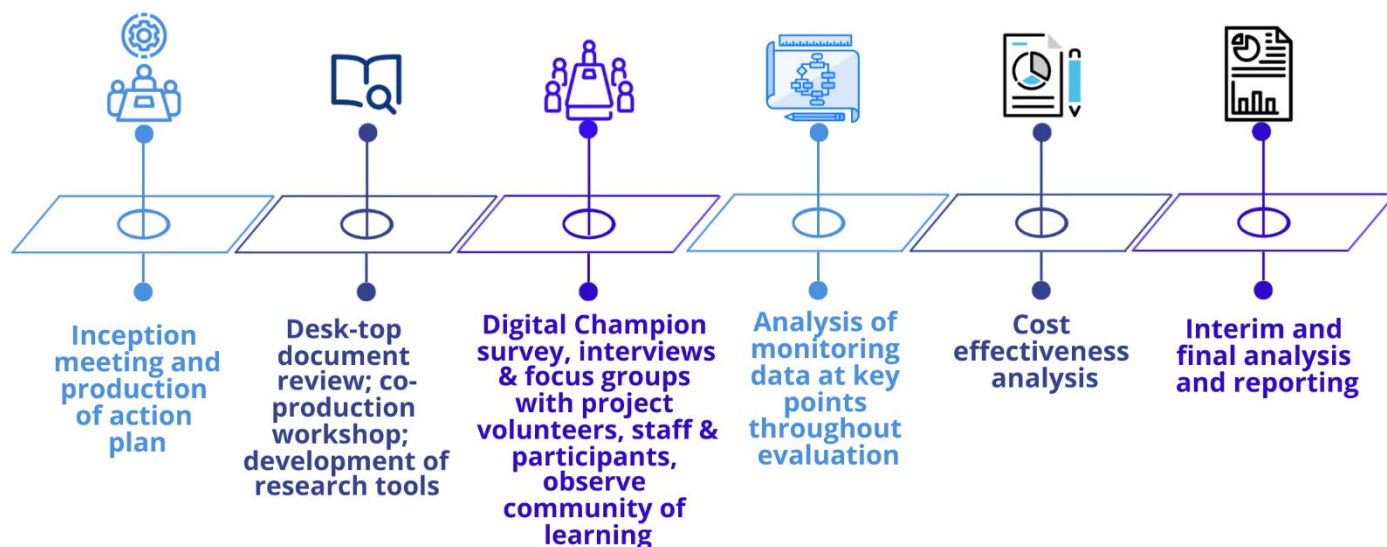 Inception
meeting and
production
of action
plan
Desk-top
document
review; co-
production
workshop;
development of
research tools
Digital Champion
survey, interviews
& focus groups
with project
volunteers, staff &
participants,
observe
community of
learning
Analysis of
monitoring
data at key
points
throughout
evaluation
Cost
effectiveness
analysis
Interim and
final analysis
and reporting